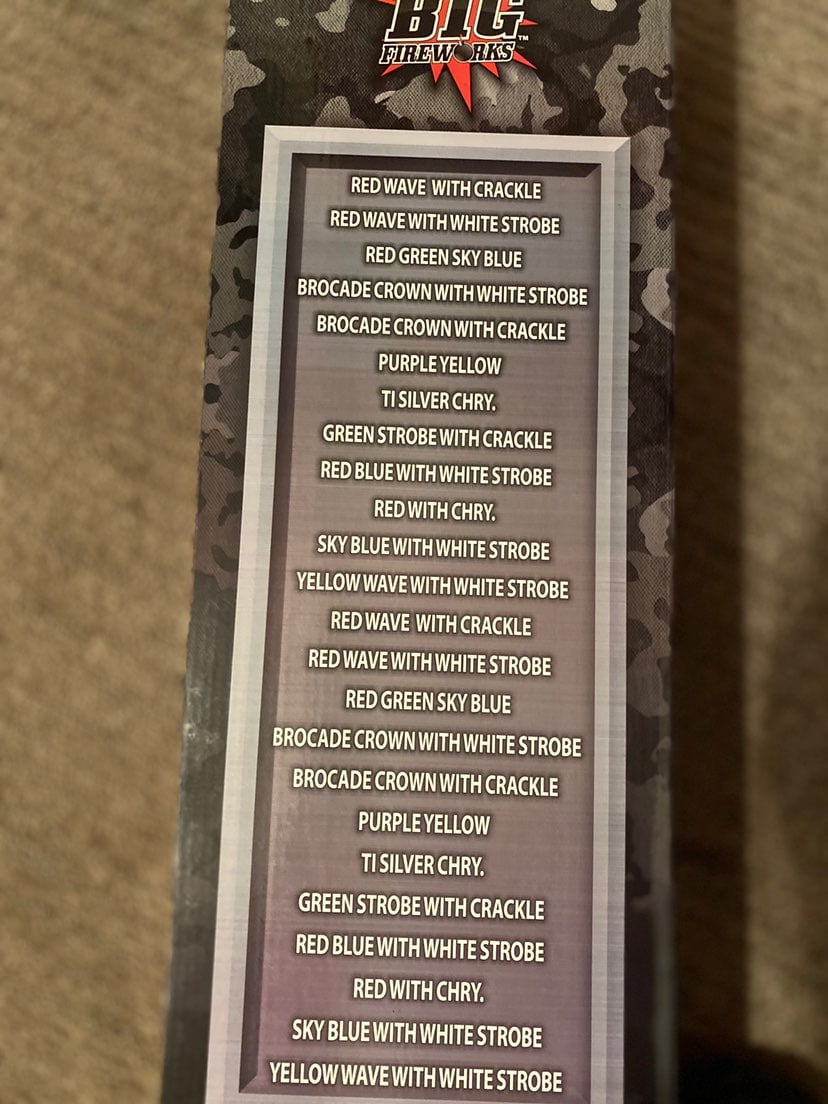 BIG
FIREWORKS™
RED WAVE WITH CRACKLE
RED WAVE WITH WHITE STROBE
RED GREEN SKY BLUE
BROCADE CROWN WITH WHITE STROBE
BROCADE CROWN WITH CRACKLE
PURPLE YELLOW
TI SILVER CHRY.
GREEN STROBE WITH CRACKLE
RED BLUE WITH WHITE STROBE
RED WITH CHRY.
SKY BLUE WITH WHITE STROBE
YELLOW WAVE WITH WHITE STROBE
RED WAVE WITH CRACKLE
RED WAVE WITH WHITE STROBE
RED GREEN SKY BLUE
BROCADE CROWN WITH WHITE STROBE
BROCADE CROWN WITH CRACKLE
PURPLE YELLOW
TI SILVER CHRY.
GREEN STROBE WITH CRACKLE
RED BLUE WITH WHITE STROBE
RED WITH CHRY.
SKY BLUE WITH WHITE STROBE
YELLOW WAVE WITH WHITE STROBE